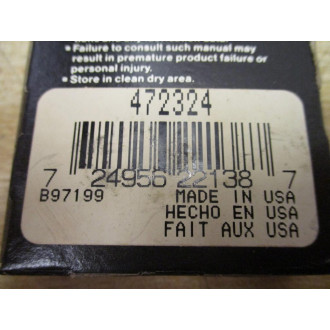 • Failure to consult such manual may
result in premature product failure or
personal injury.
• Store in clean dry area.
472324
7 24956 22138 7
B97199 MADE IN USA
HECHO EN USA
FAIT AUX USA